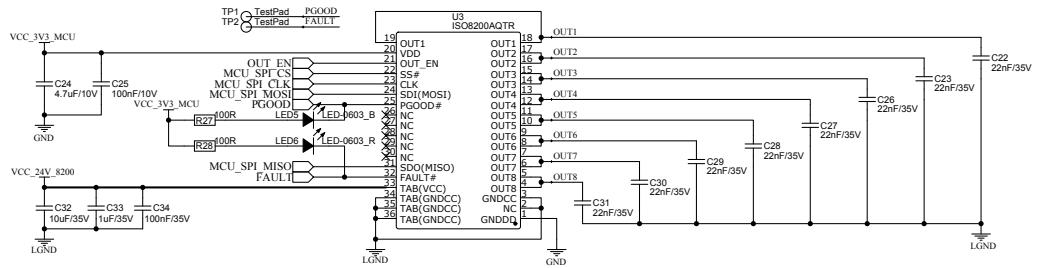 TP1 TestPad PGOOD
TP2 TestPad FAULT
U3
ISO8200AQTR
VCC_3V3_MCU
C24
4.7uF/10V
C25
100nF/10V
GND
OUT_EN
MCU_SPI_CS
MCU_SPI_CLK
MCU_SPI_MOSI
PGOOD
VCC_3V3_MCU
R27 100R LED5 LED-0603_B
R28 100R LED6 LED-0603_R
MCU_SPI_MISO
FAULT
VCC_24V_8200
C32
10uF/35V
C33
1uF/35V
C34
100nF/35V
LGND
19 OUT1
20 VDD
21 OUT_EN
22 SS#
23 CLK
24 SDI(MOSI)
25 PGOOD#
26 NC
27 NC
28 NC
29 NC
30 NC
31 SDO(MISO)
32 FAULT#
33 TAB(VCC)
34 TAB(GNDCC)
35 TAB(GNDCC)
36 TAB(GNDCC)
OUT1 18
OUT1 17
OUT2 16
OUT2 15
OUT3 14
OUT3 13
OUT4 12
OUT4 11
OUT5 10
OUT5 9
OUT6 8
OUT6 7
OUT7 6
OUT7 5
OUT8 4
OUT8 3
GNDCC 2
NC 1
GNDDD
LGND
GND
OUT1
OUT2
OUT3
OUT4
OUT5
OUT6
OUT7
OUT8
C22
22nF/35V
C23
22nF/35V
C26
22nF/35V
C27
22nF/35V
C28
22nF/35V
C29
22nF/35V
C30
22nF/35V
C31
22nF/35V
LGND